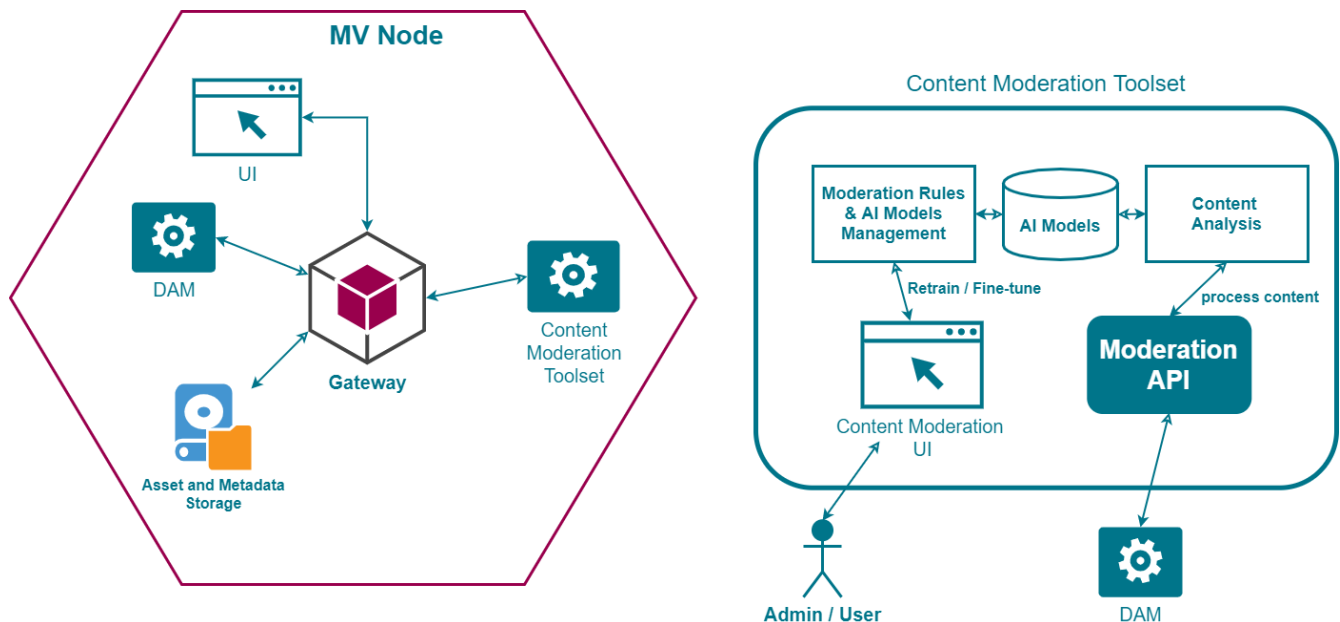 MV Node
UI
DAM
Gateway
Content
Moderation
Toolset
Asset and Metadata
Storage
Content Moderation Toolset
Moderation Rules
& AI Models
Management
AI Models
Content
Analysis
Retrain / Fine-tune
process content
Moderation
API
Content Moderation
UI
Admin / User
DAM